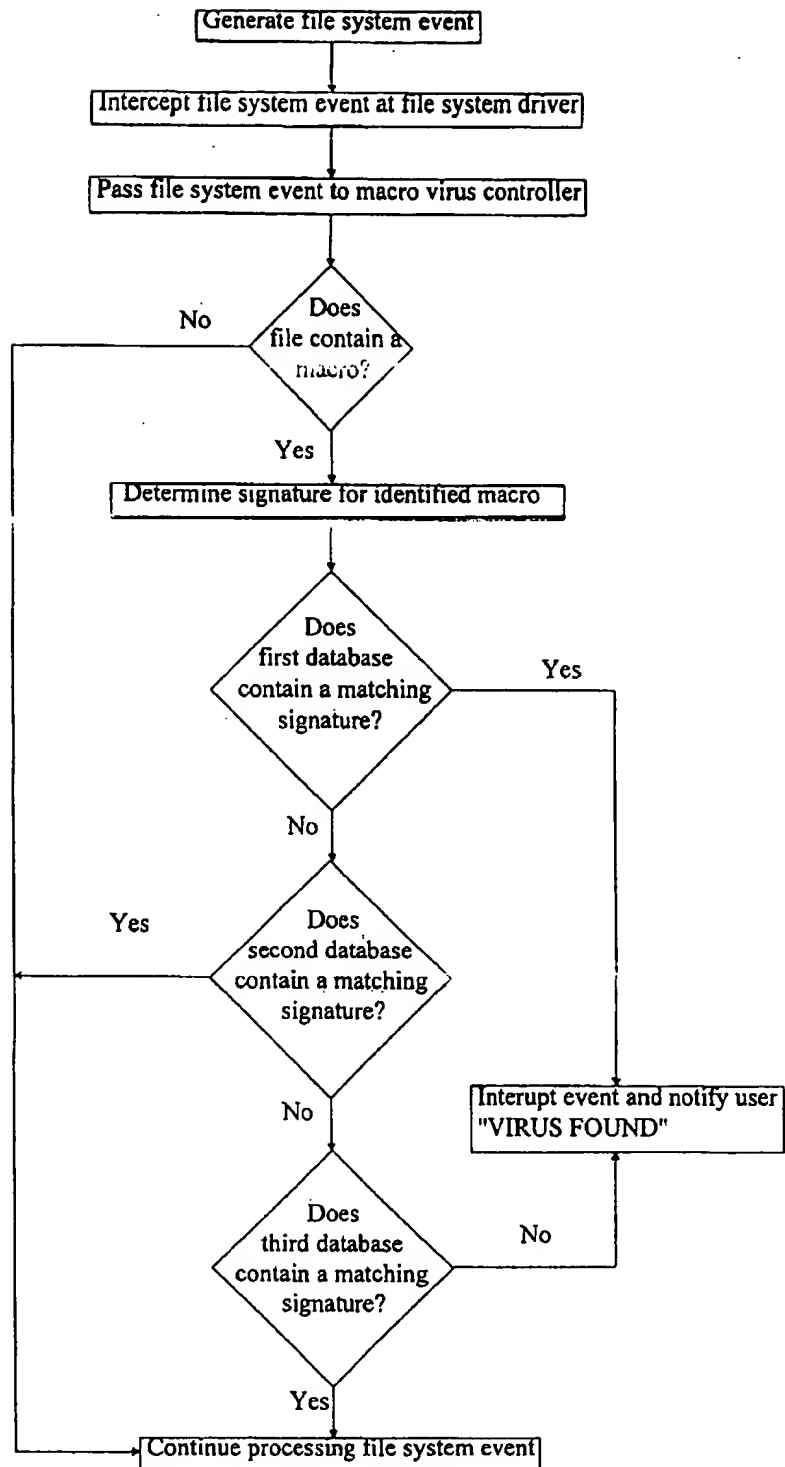 Generate file system event
Intercept file system event at file system driver
Pass file system event to macro virus controller
Does
file contain a
macro?
No
Yes
Determine signature for identified macro
Does
first database
contain a matching
signature?
Yes
No
Does
second database
contain a matching
signature?
Yes
No
Interupt event and notify user
"VIRUS FOUND"
Does
third database
contain a matching
signature?
No
Yes
Continue processing file system event